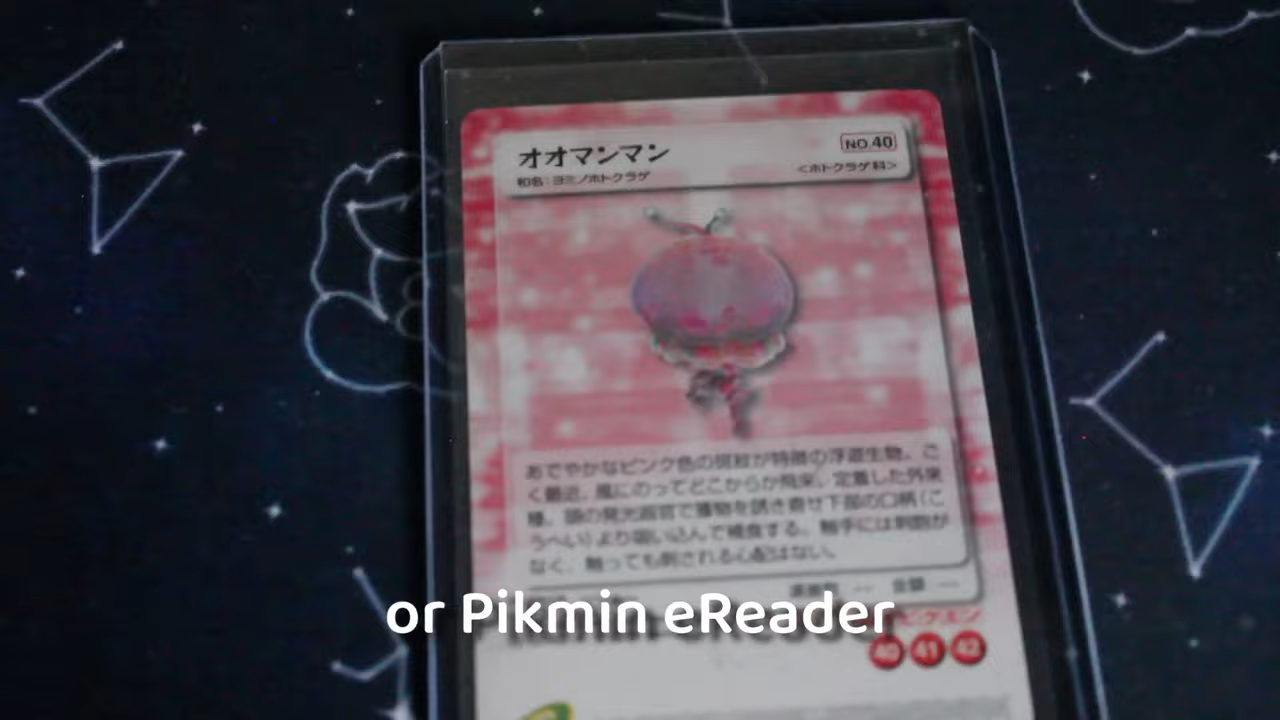 オオマンマン
NO.40
和名:ヨミノホトクラゲ
<ホトクラゲ科>
あでやかなピンク色の斑紋が特徴の浮遊生物。ご
く最近、風にのってどこからか飛来、定着した外来
種。頭の発光器官で獲物を誘き寄せ下部の口柄(こ
うへい)より吸い込んで捕食する。触手には刺胞が
なく、触っても刺される心配はない。
or Pikmin eReader
ピクミン
40 41 42